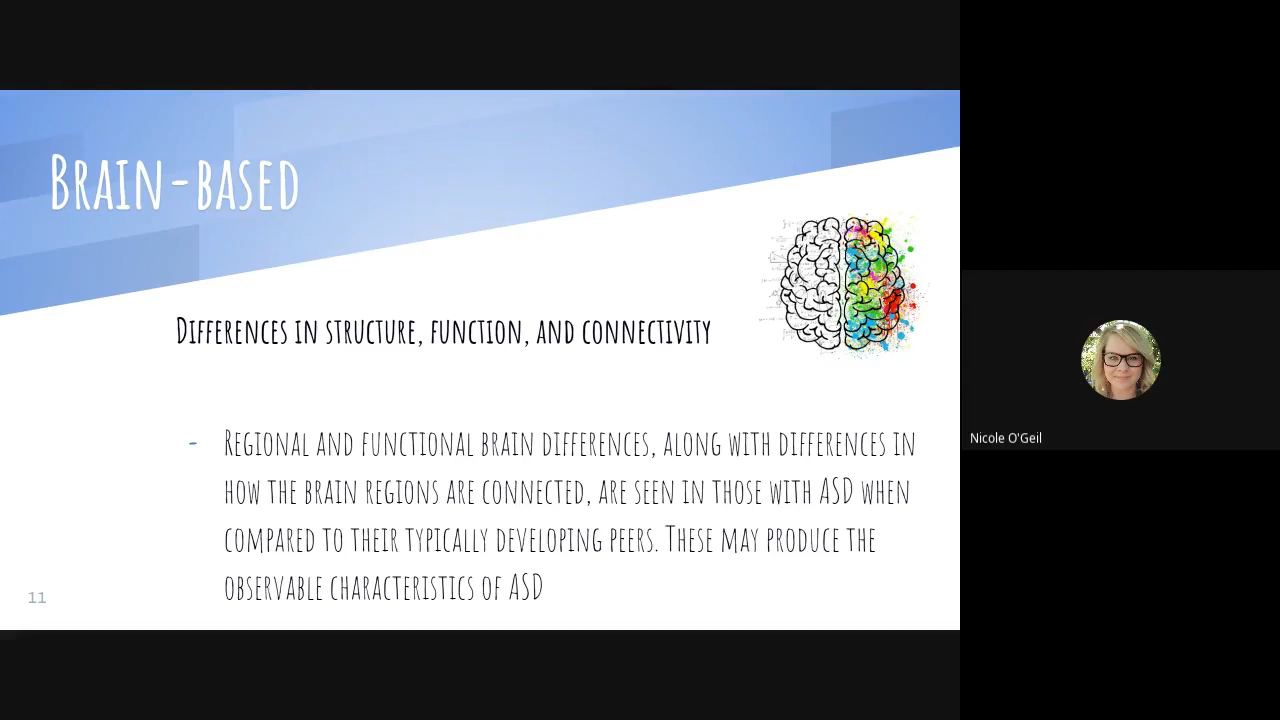 Brain-based
Differences in structure, function, and connectivity
- Regional and functional brain differences, along with differences in
how the brain regions are connected, are seen in those with ASD when
compared to their typically developing peers. These may produce the
observable characteristics of ASD
11
Nicole O'Geil